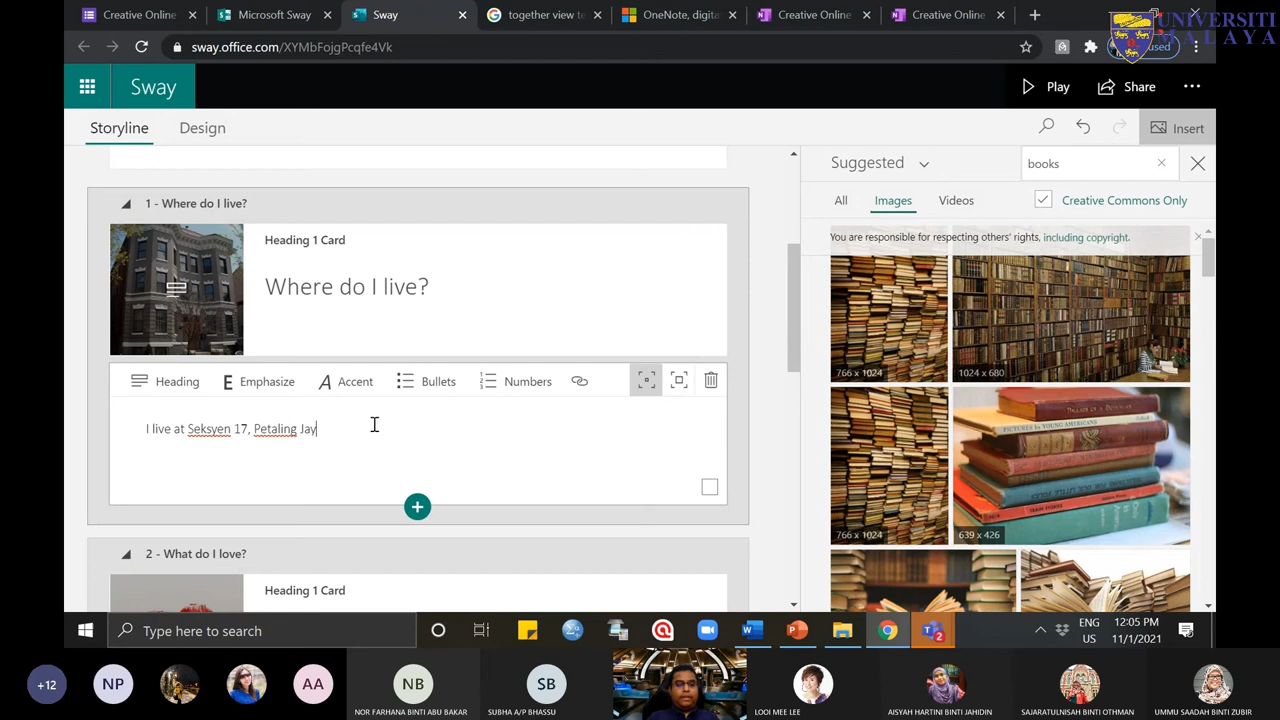 Creative Online
Microsoft Sway
Sway
together view te
OneNote, digita
Creative Online
Creative Online
UNIVERSITI
MALAYA
sway.office.com/XYMbFojgPcqfe4Vk
Sway
Play
Share
Storyline
Design
Insert
Suggested
books
All
Images
Videos
Creative Commons Only
You are responsible for respecting others' rights, including copyright.
1 - Where do I live?
Heading 1 Card
Where do I live?
766 x 1024
1024 x 680
Heading
Emphasize
Accent
Bullets
Numbers
I live at Seksyen 17, Petaling Jay
766 x 1024
639 x 426
2 - What do I love?
Heading 1 Card
Type here to search
ENG
US
12:05 PM
11/1/2021
+12
NP
AA
NB
NOR FARHANA BINTI ABU BAKAR
SB
SUBHA A/P BHASSU
LOOI MEE LEE
AISYAH HARTINI BINTI JAHIDIN
SAJARATULNISAH BINTI OTHMAN
UMMU SAADAH BINTI ZUBIR